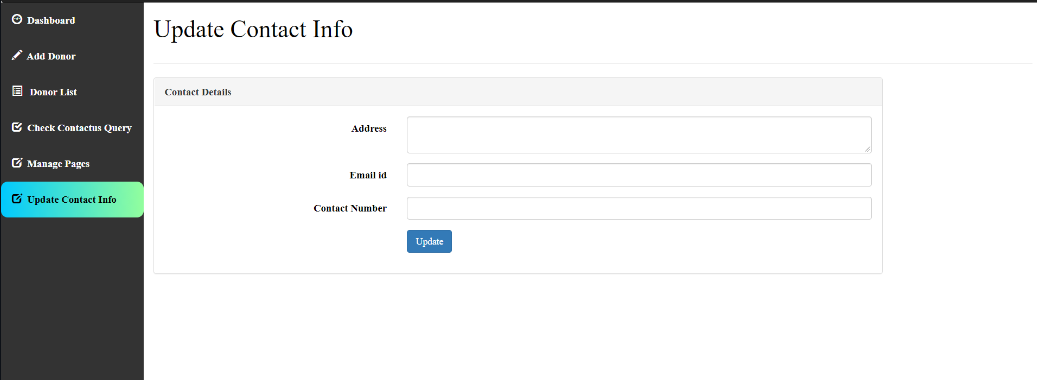 Dashboard
Add Donor
Donor List
Check Contactus Query
Manage Pages
Update Contact Info
Update Contact Info
Contact Details
Address
Email id
Contact Number
Update